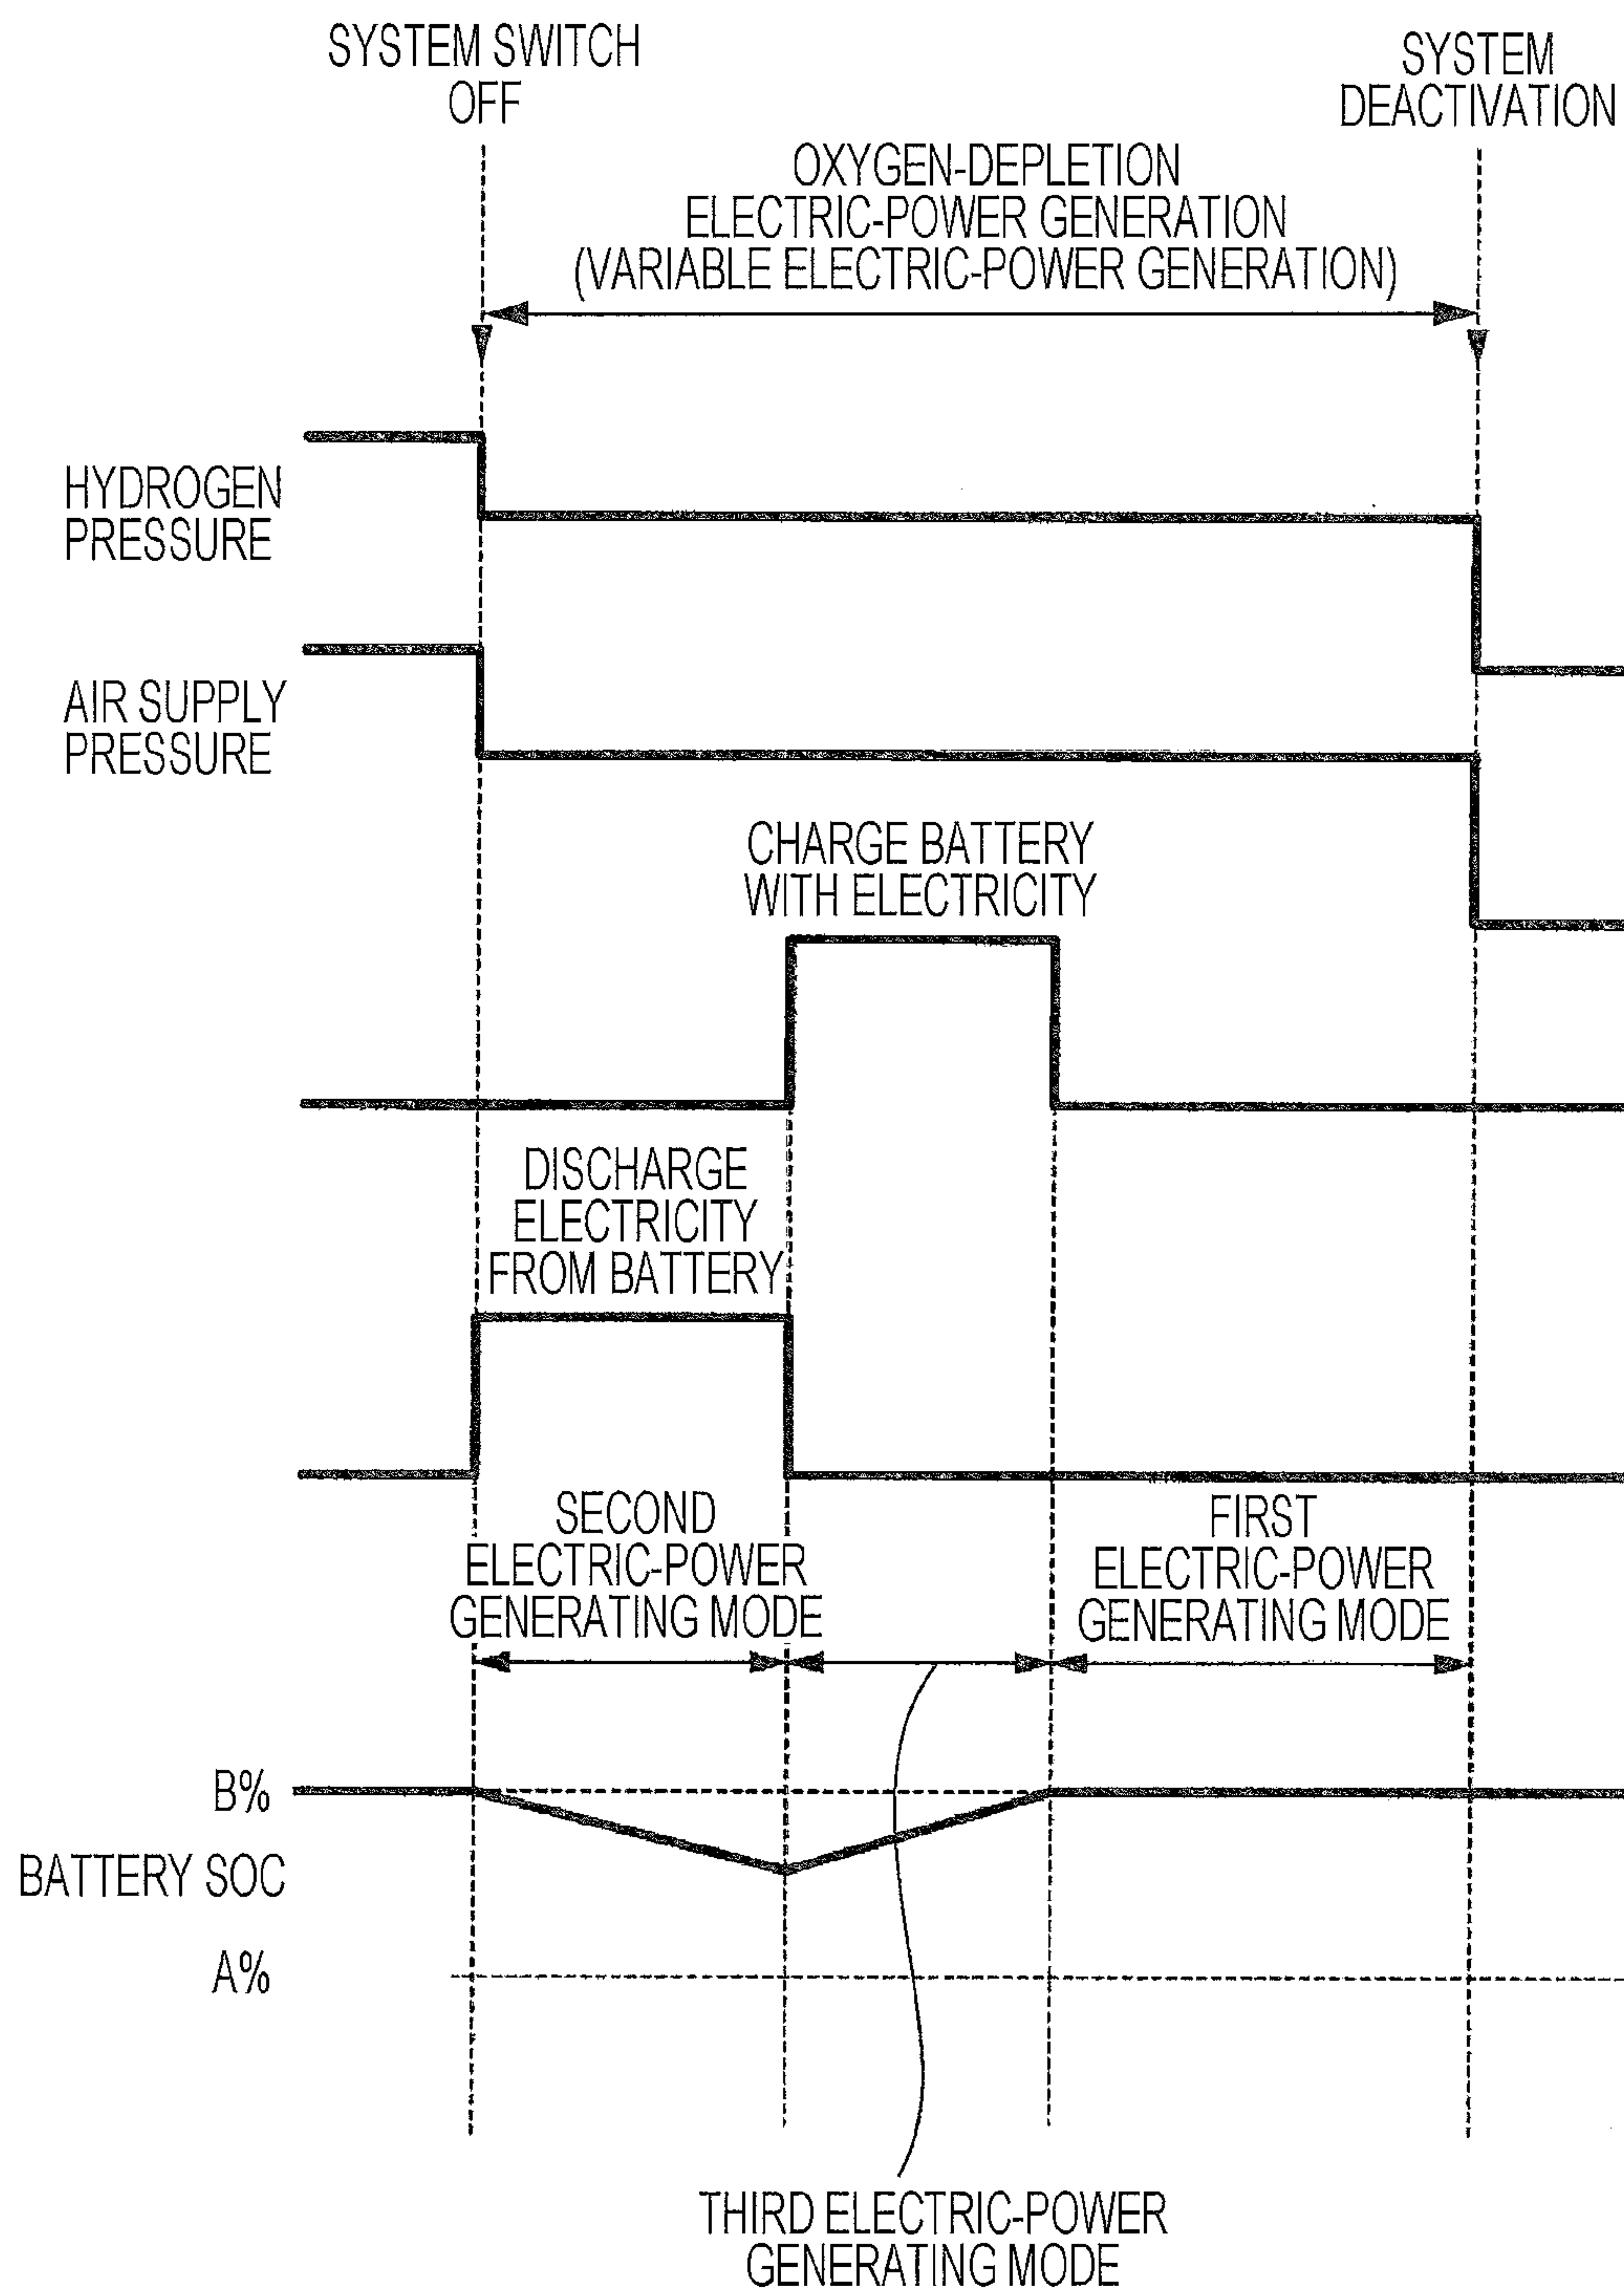 SYSTEM SWITCH
OFF
SYSTEM
DEACTIVATION
OXYGEN-DEPLETION
ELECTRIC-POWER GENERATION
(VARIABLE ELECTRIC-POWER GENERATION)
HYDROGEN
PRESSURE
AIR SUPPLY
PRESSURE
CHARGE BATTERY
WITH ELECTRICITY
DISCHARGE
ELECTRICITY
FROM BATTERY
SECOND
ELECTRIC-POWER
GENERATING MODE
FIRST
ELECTRIC-POWER
GENERATING MODE
B%
BATTERY SOC
A%
THIRD ELECTRIC-POWER
GENERATING MODE